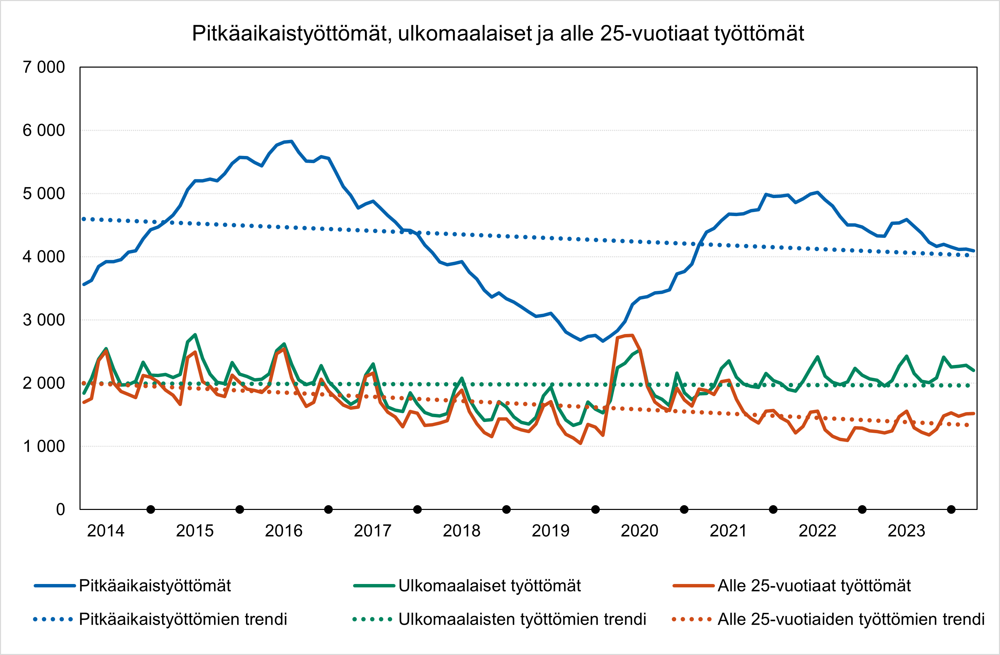 Pitkäaikaistyöttömät, ulkomaalaiset ja alle 25-vuotiaat työttömät
7 000
6 000
5 000
4 000
3 000
2 000
1 000
0
2014 2015 2016 2017 2018 2019 2020 2021 2022 2023
Pitkäaikaistyöttömät Ulkomaalaiset työttömät Alle 25-vuotiaat työttömät
Pitkäaikaistyöttömien trendi Ulkomaalaisten työttömien trendi Alle 25-vuotiaiden työttömien trendi